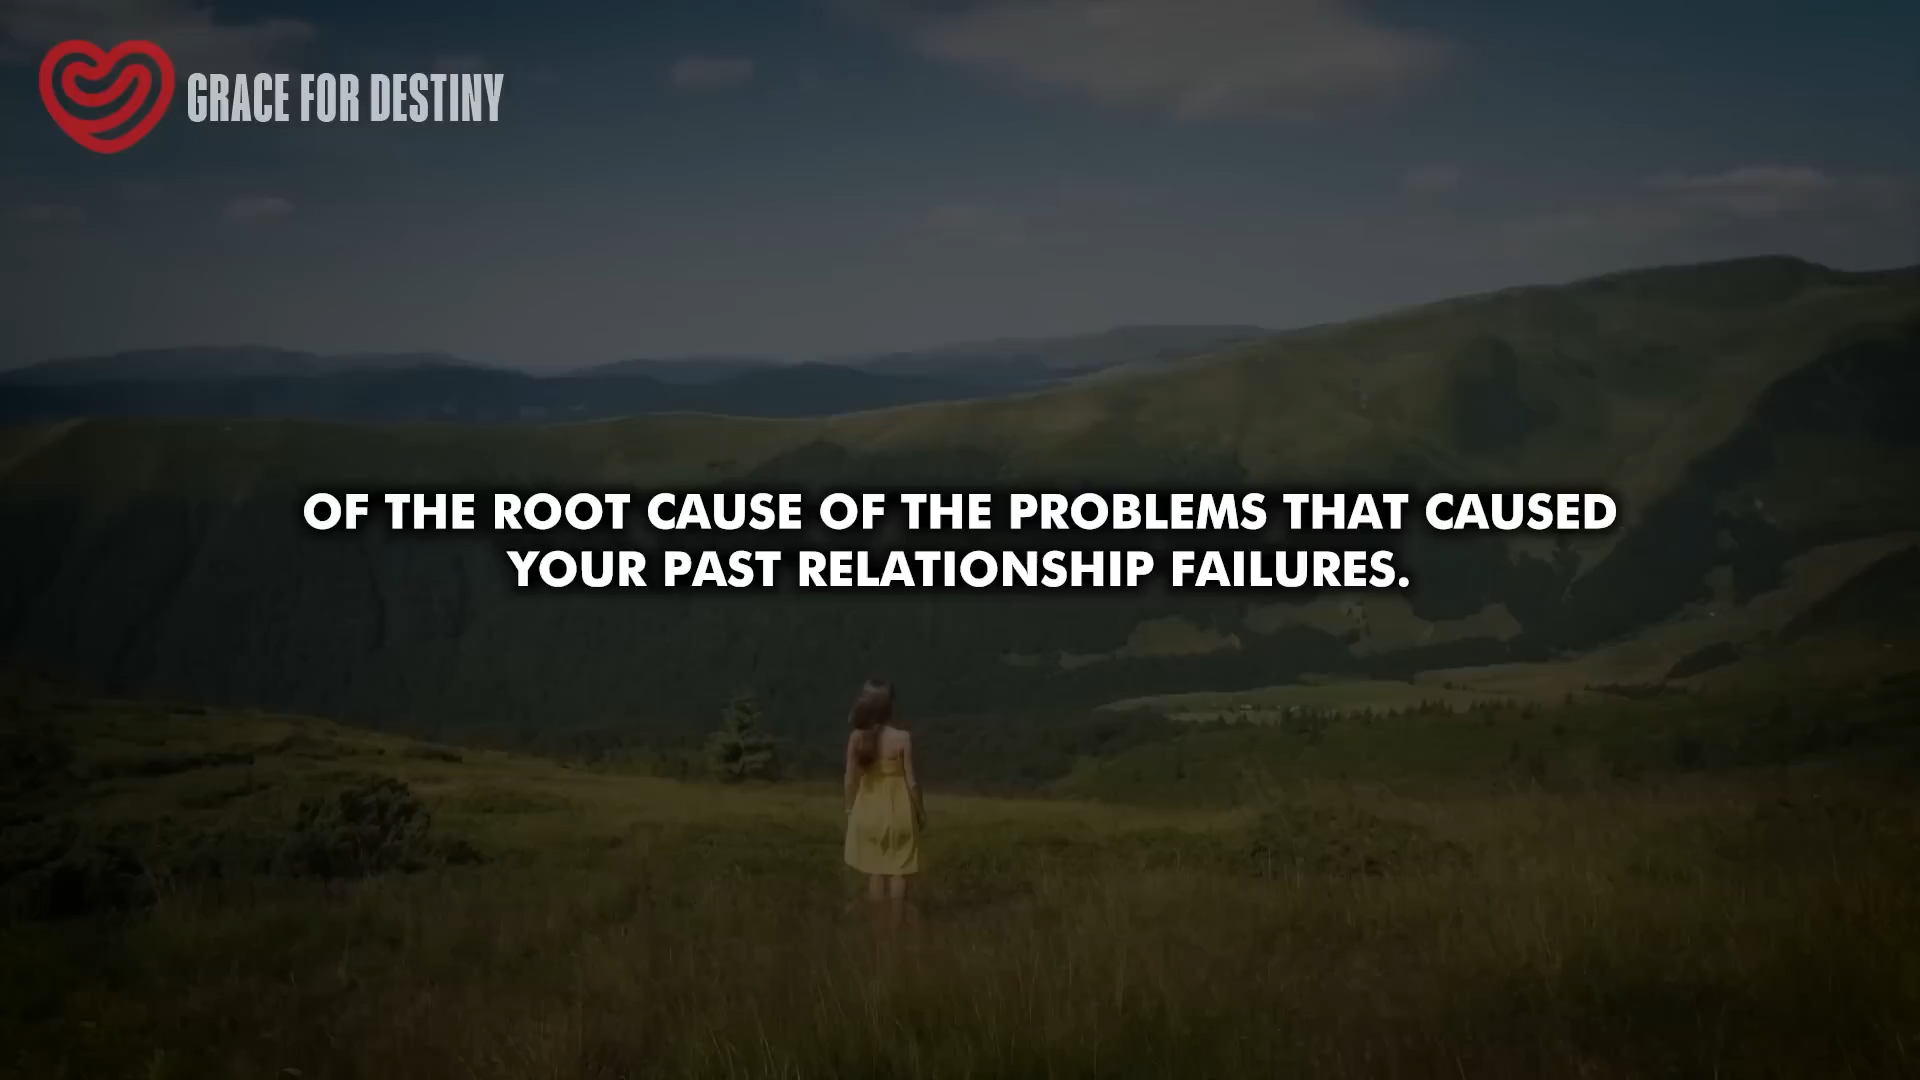 GRACE FOR DESTINY
OF THE ROOT CAUSE OF THE PROBLEMS THAT CAUSED
YOUR PAST RELATIONSHIP FAILURES.